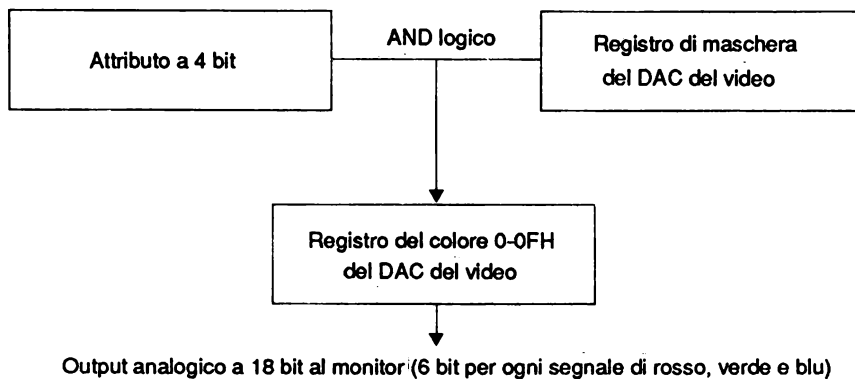 Attributo a 4 bit
AND logico
Registro di maschera
del DAC del video
Registro del colore 0-0FH
del DAC del video
Output analogico a 18 bit al monitor (6 bit per ogni segnale di rosso, verde e blu)